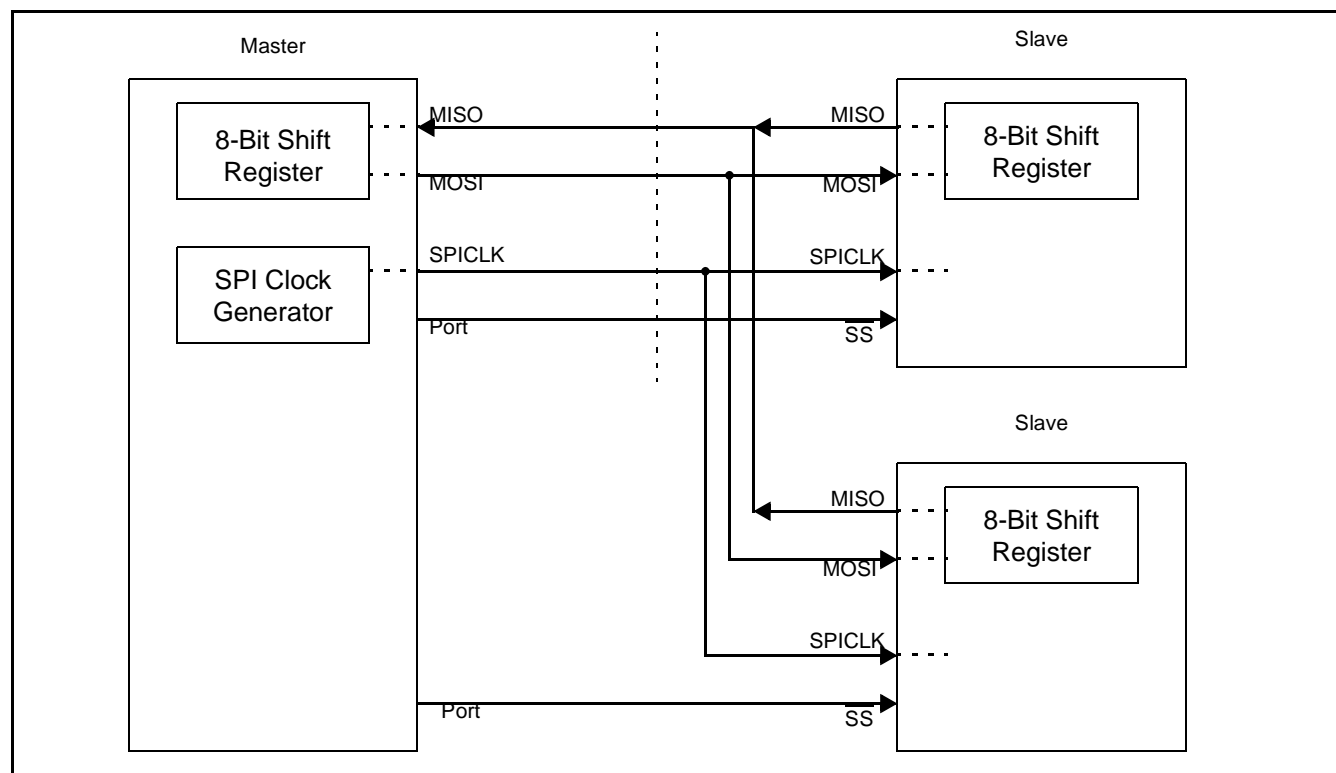 Master
Slave
MISO
MISO
8-Bit Shift
Register
8-Bit Shift
Register
MOSI
MOSI
SPICLK
SPICLK
SPI Clock
Generator
Port
SS
Slave
MISO
8-Bit Shift
Register
MOSI
SPICLK
Port
SS